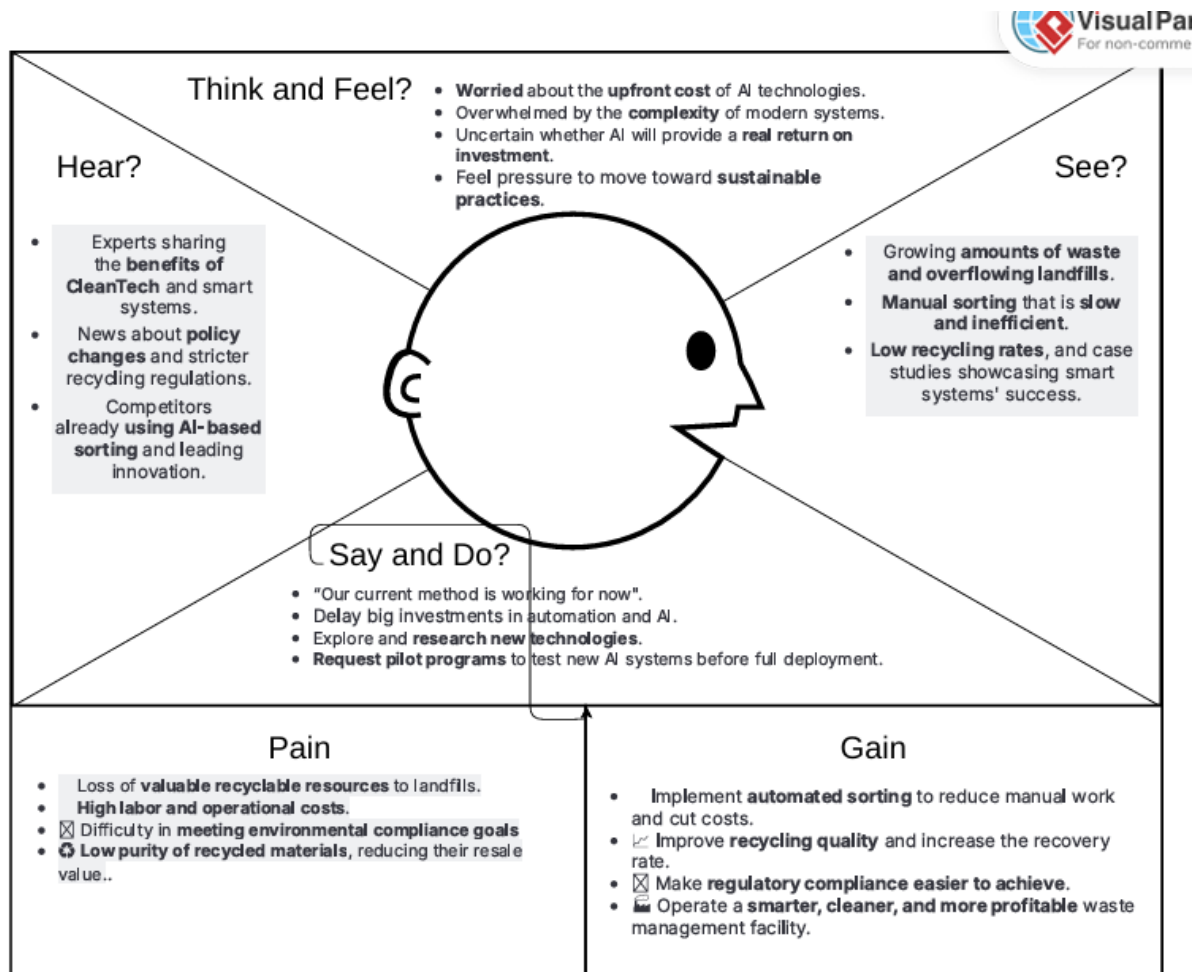 Visual Par
For non-comme
Think and Feel?
• Worried about the upfront cost of AI technologies.
• Overwhelmed by the complexity of modern systems.
• Uncertain whether AI will provide a real return on
investment.
• Feel pressure to move toward sustainable
practices.
Hear?
• Experts sharing
the benefits of
CleanTech and smart
systems.
• News about policy
changes and stricter
recycling regulations.
• Competitors
already using AI-based
sorting and leading
innovation.
See?
• Growing amounts of waste
and overflowing landfills.
• Manual sorting that is slow
and inefficient.
• Low recycling rates, and case
studies showcasing smart
systems' success.
Say and Do?
• "Our current method is working for now".
• Delay big investments in automation and AI.
• Explore and research new technologies.
• Request pilot programs to test new AI systems before full deployment.
Pain
• Loss of valuable recyclable resources to landfills.
• High labor and operational costs.
• Difficulty in meeting environmental compliance goals
• ♻ Low purity of recycled materials, reducing their resale
value..
Gain
• Implement automated sorting to reduce manual work
and cut costs.
• 📈 Improve recycling quality and increase the recovery
rate.
• Make regulatory compliance easier to achieve.
• 🏭 Operate a smarter, cleaner, and more profitable waste
management facility.